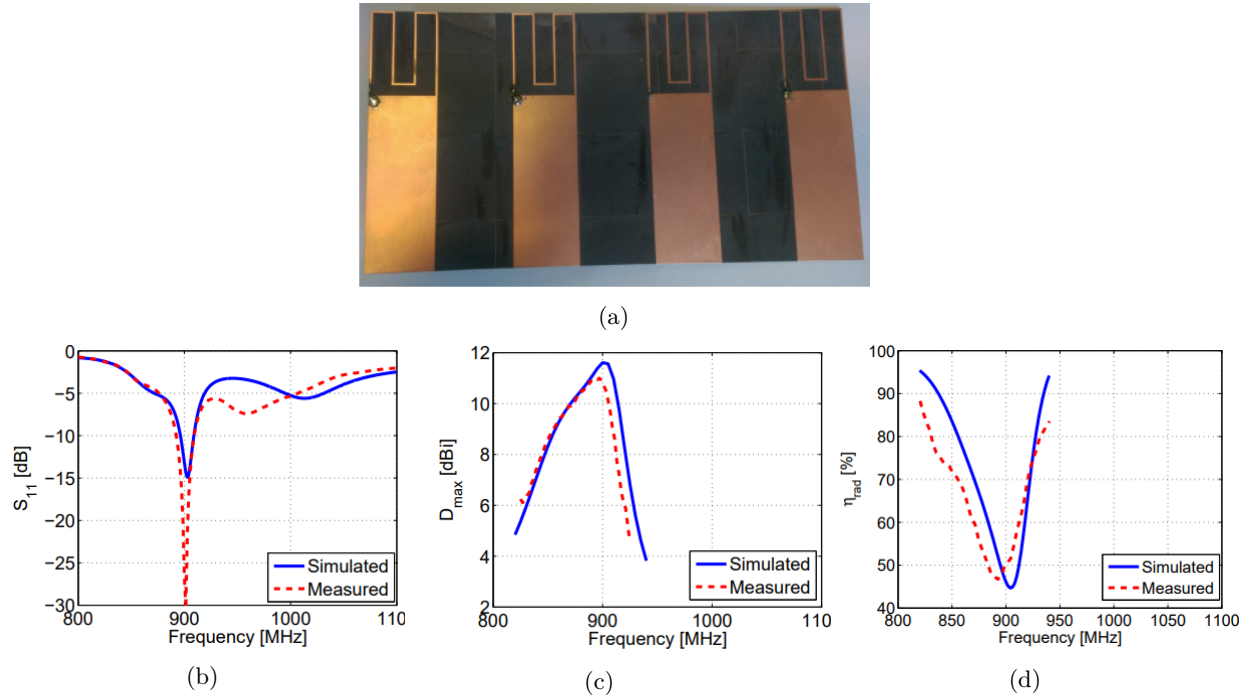 (a)
0
−5
−10
−15
−20
−25
−30
S11 [dB]
800 900 1000 110
Frequency [MHz]
Simulated
Measured
(b)
12
10
8
6
4
2
Dmax [dBi]
800 900 1000 110
Frequency [MHz]
Simulated
Measured
(c)
100
90
80
70
60
50
40
ηrad [%]
800 850 900 950 1000 1050 1100
Frequency [MHz]
Simulated
Measured
(d)